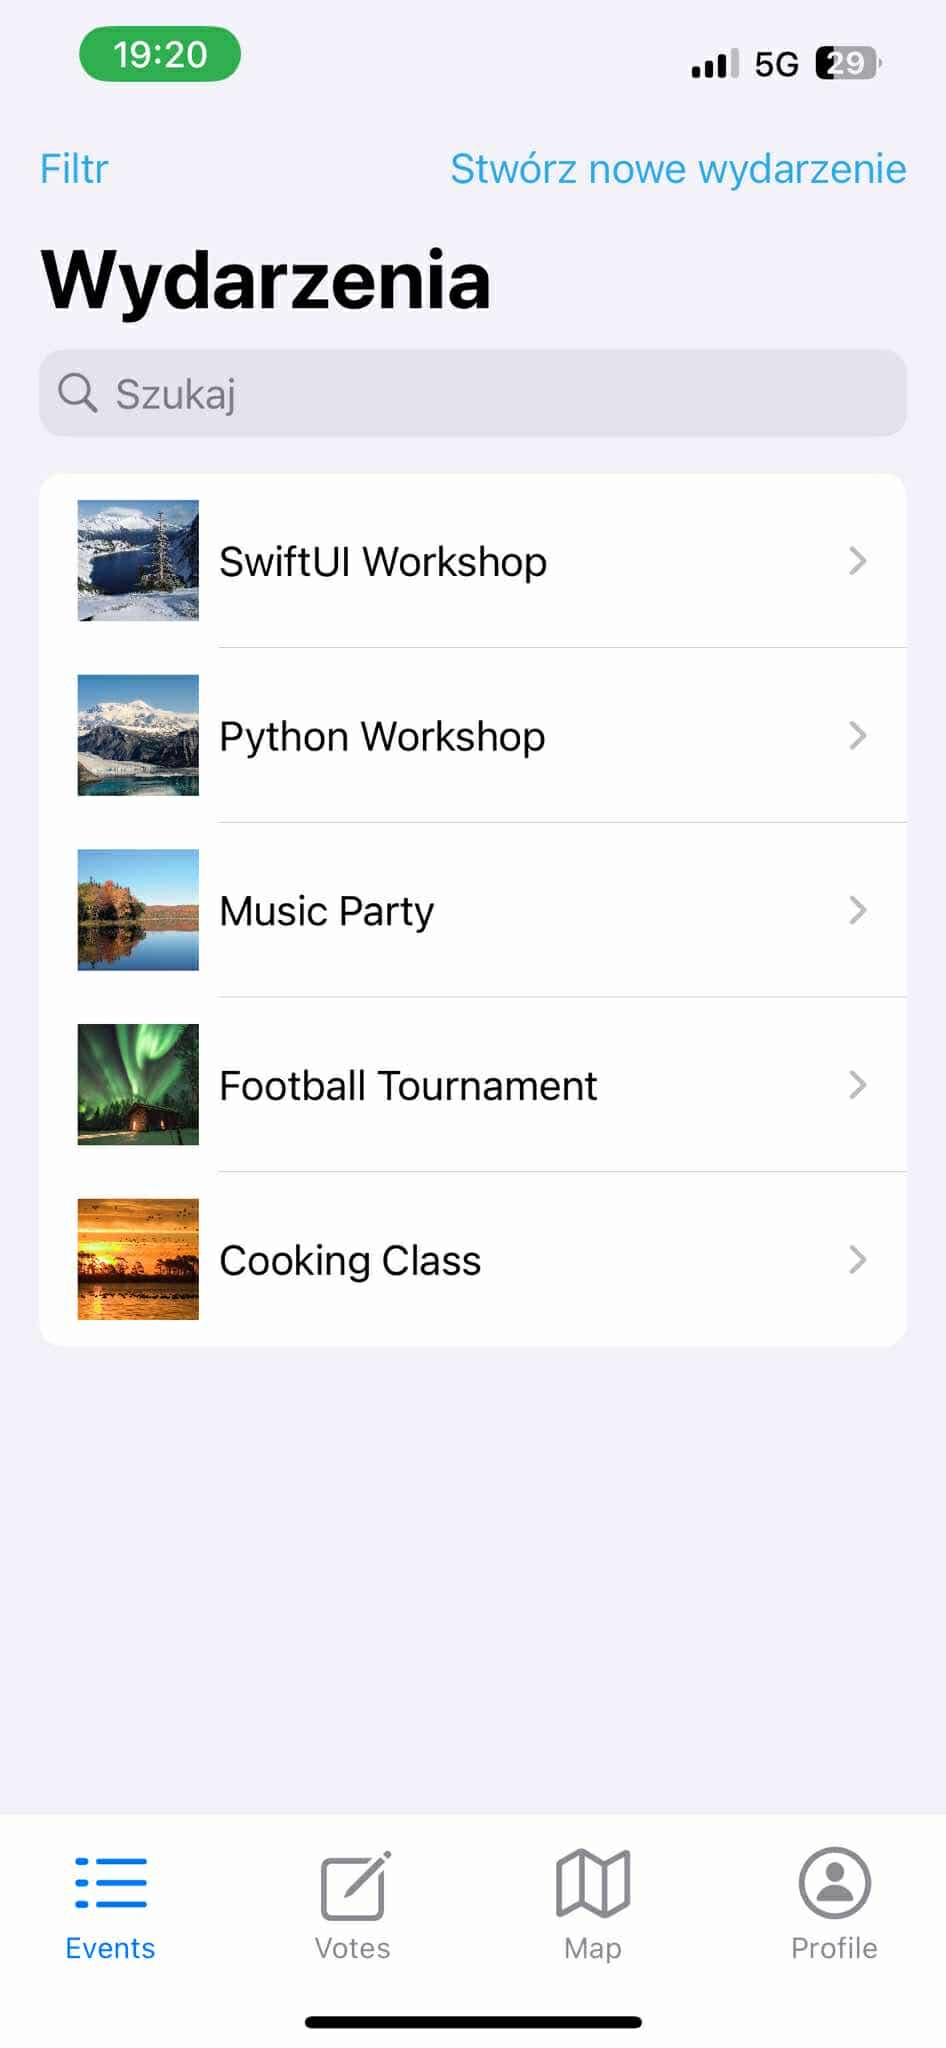 19:20 5G 29
Filtr Stwórz nowe wydarzenie
Wydarzenia
Szukaj
SwiftUI Workshop
Python Workshop
Music Party
Football Tournament
Cooking Class
Events Votes Map Profile